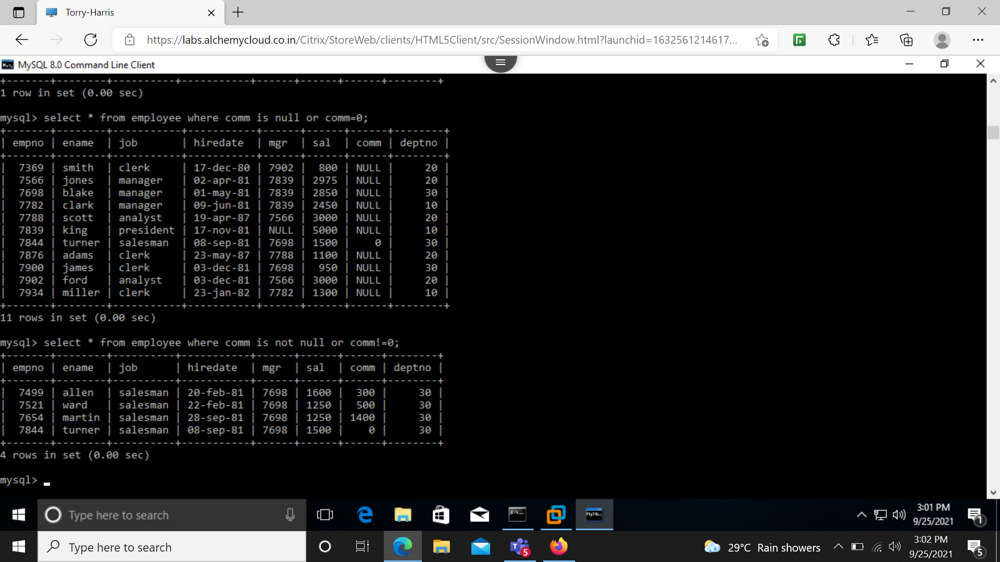 Torry-Harris
https://labs.alchemycloud.co.in/Citrix/StoreWeb/clients/HTML5Client/src/SessionWindow.html?launchid=1632561214617...
MySQL 8.0 Command Line Client
+-------+--------+----------+-----------+------+------+------+--------+
1 row in set (0.00 sec)
mysql> select * from employee where comm is null or comm=0;
+-------+--------+-----------+-----------+------+------+------+--------+
| empno | ename  | job       | hiredate  | mgr  | sal  | comm | deptno |
+-------+--------+-----------+-----------+------+------+------+--------+
|  7369 | smith  | clerk     | 17-dec-80 | 7902 |  800 | NULL |     20 |
|  7566 | jones  | manager   | 02-apr-81 | 7839 | 2975 | NULL |     20 |
|  7698 | blake  | manager   | 01-may-81 | 7839 | 2850 | NULL |     30 |
|  7782 | clark  | manager   | 09-jun-81 | 7839 | 2450 | NULL |     10 |
|  7788 | scott  | analyst   | 19-apr-87 | 7566 | 3000 | NULL |     20 |
|  7839 | king   | president | 17-nov-81 | NULL | 5000 | NULL |     10 |
|  7844 | turner | salesman  | 08-sep-81 | 7698 | 1500 |    0 |     30 |
|  7876 | adams  | clerk     | 23-may-87 | 7788 | 1100 | NULL |     20 |
|  7900 | james  | clerk     | 03-dec-81 | 7698 |  950 | NULL |     30 |
|  7902 | ford   | analyst   | 03-dec-81 | 7566 | 3000 | NULL |     20 |
|  7934 | miller | clerk     | 23-jan-82 | 7782 | 1300 | NULL |     10 |
+-------+--------+-----------+-----------+------+------+------+--------+
11 rows in set (0.00 sec)
mysql> select * from employee where comm is not null or comm!=0;
+-------+--------+----------+-----------+------+------+------+--------+
| empno | ename  | job      | hiredate  | mgr  | sal  | comm | deptno |
+-------+--------+----------+-----------+------+------+------+--------+
|  7499 | allen  | salesman | 20-feb-81 | 7698 | 1600 |  300 |     30 |
|  7521 | ward   | salesman | 22-feb-81 | 7698 | 1250 |  500 |     30 |
|  7654 | martin | salesman | 28-sep-81 | 7698 | 1250 | 1400 |     30 |
|  7844 | turner | salesman | 08-sep-81 | 7698 | 1500 |    0 |     30 |
+-------+--------+----------+-----------+------+------+------+--------+
4 rows in set (0.00 sec)
mysql> _
Type here to search
3:01 PM
9/25/2021
1
Type here to search
5
29°C Rain showers
3:02 PM
9/25/2021
5